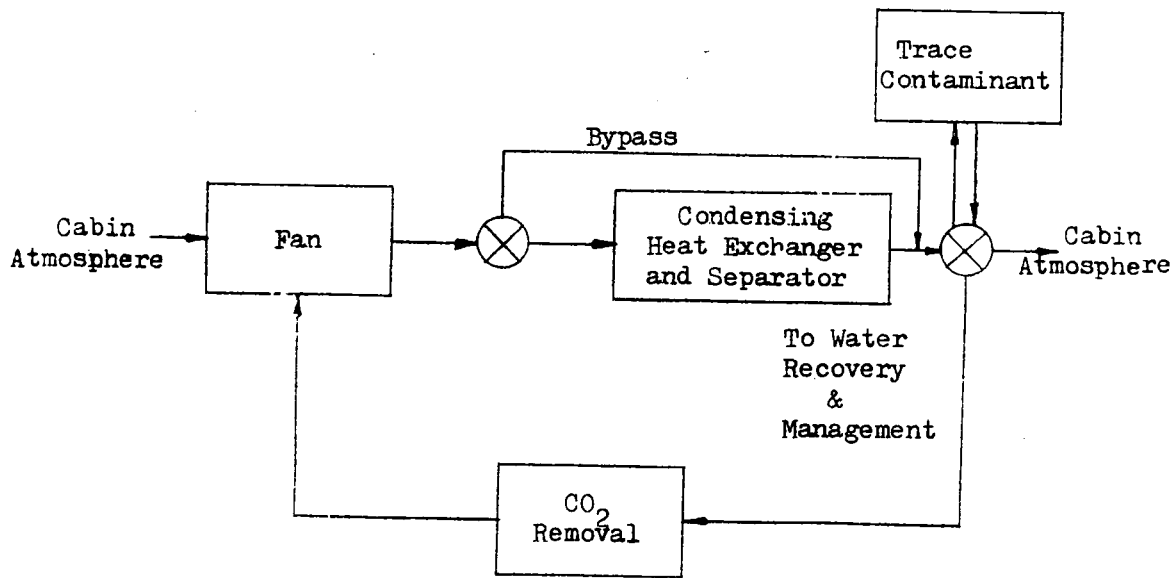 Trace
Contaminant
Bypass
Cabin
Atmosphere
Fan
Condensing
Heat Exchanger
and Separator
Cabin
Atmosphere
To Water
Recovery
&
Management
CO2
Removal